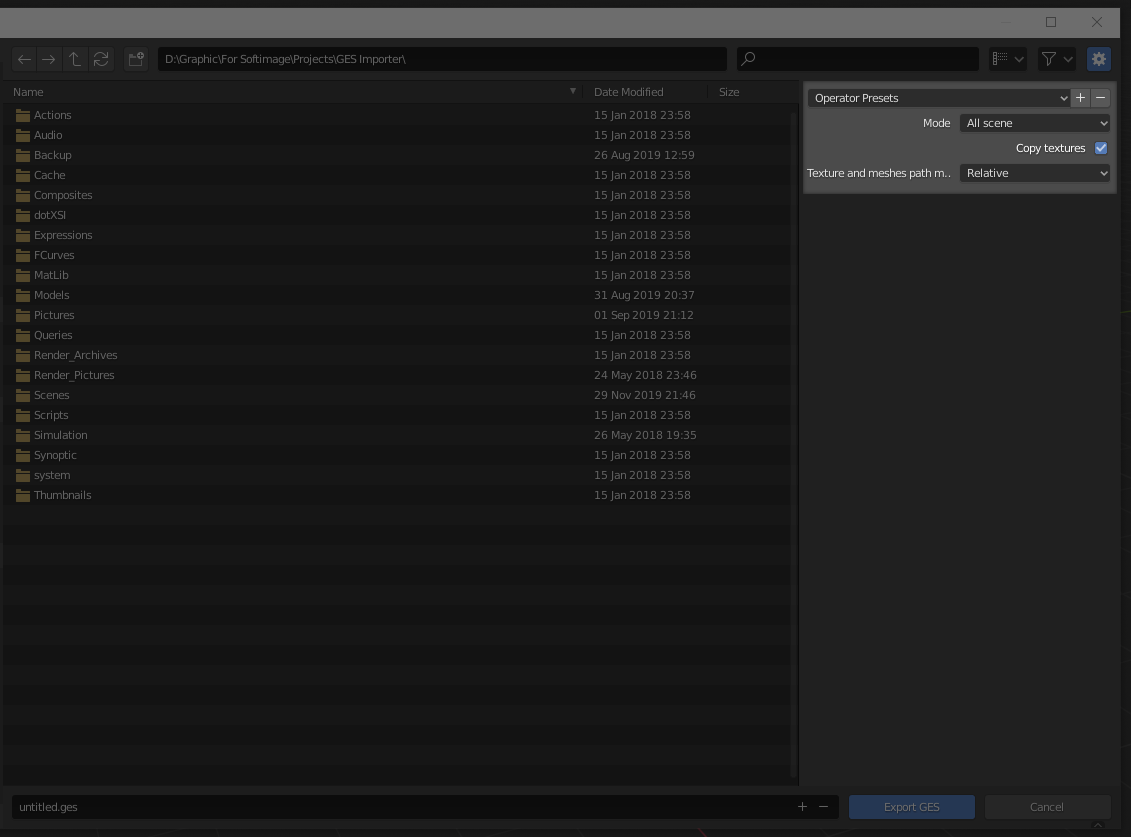 D:\Graphic\For Softimage\Projects\GES Importer\
Name Date Modified Size
Actions 15 Jan 2018 23:58
Audio 15 Jan 2018 23:58
Backup 26 Aug 2019 12:59
Cache 15 Jan 2018 23:58
Composites 15 Jan 2018 23:58
dotXSI 15 Jan 2018 23:58
Expressions 15 Jan 2018 23:58
FCurves 15 Jan 2018 23:58
MatLib 15 Jan 2018 23:58
Models 31 Aug 2019 20:37
Pictures 01 Sep 2019 21:12
Queries 15 Jan 2018 23:58
Render_Archives 15 Jan 2018 23:58
Render_Pictures 24 May 2018 23:46
Scenes 29 Nov 2019 21:46
Scripts 15 Jan 2018 23:58
Simulation 26 May 2018 19:35
Synoptic 15 Jan 2018 23:58
system 15 Jan 2018 23:58
Thumbnails 15 Jan 2018 23:58
Operator Presets
Mode All scene
Copy textures
Texture and meshes path m.. Relative
untitled.ges
Export GES
Cancel